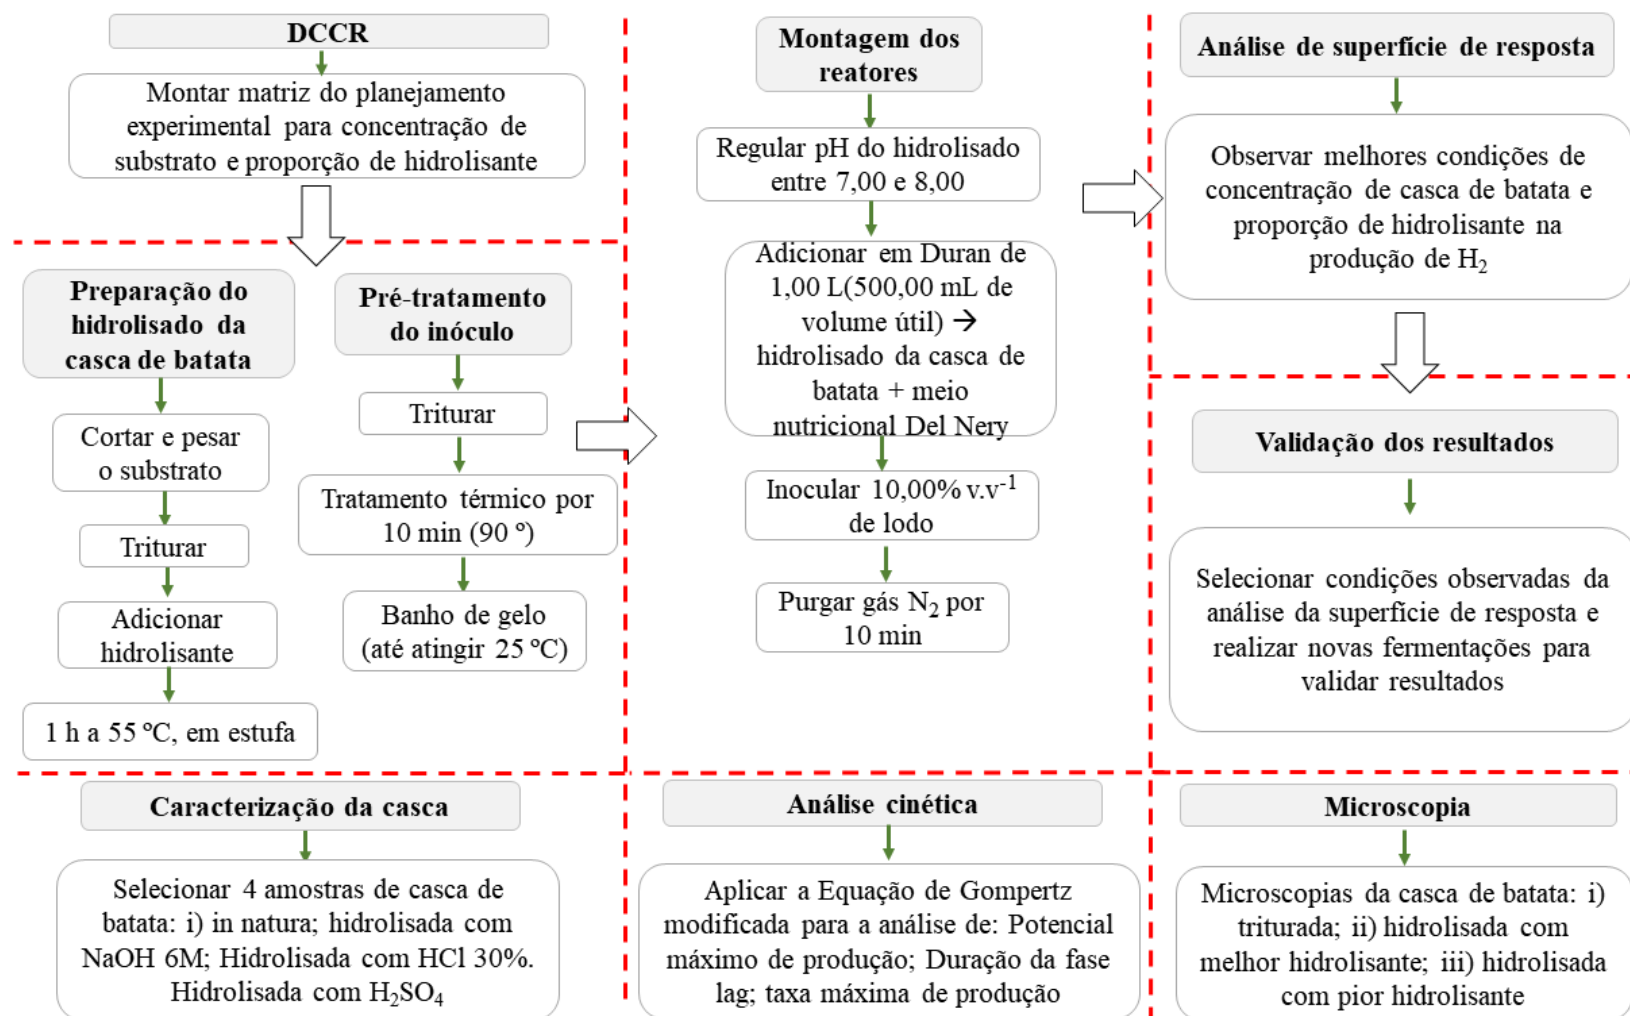 DCCR
Montar matriz do planejamento
experimental para concentração de
substrato e proporção de hidrolisante
Preparação do
hidrolisado da
casca de batata
Cortar e pesar
o substrato
Triturar
Adicionar
hidrolisante
1 h a 55 ºC, em estufa
Pré-tratamento
do inóculo
Triturar
Tratamento térmico por
10 min (90 º)
Banho de gelo
(até atingir 25 ºC)
Montagem dos
reatores
Regular pH do hidrolisado
entre 7,00 e 8,00
Adicionar em Duran de
1,00 L(500,00 mL de
volume útil) →
hidrolisado da casca de
batata + meio
nutricional Del Nery
Inocular 10,00% v.v⁻¹
de lodo
Purgar gás N₂ por
10 min
Análise de superfície de resposta
Observar melhores condições de
concentração de casca de batata e
proporção de hidrolisante na
produção de H₂
Validação dos resultados
Selecionar condições observadas da
análise da superfície de resposta e
realizar novas fermentações para
validar resultados
Caracterização da casca
Selecionar 4 amostras de casca de
batata: i) in natura; hidrolisada com
NaOH 6M; Hidrolisada com HCl 30%.
Hidrolisada com H₂SO₄
Análise cinética
Aplicar a Equação de Gompertz
modificada para a análise de: Potencial
máximo de produção; Duração da fase
lag; taxa máxima de produção
Microscopia
Microscopias da casca de batata: i)
triturada; ii) hidrolisada com
melhor hidrolisante; iii) hidrolisada
com pior hidrolisante